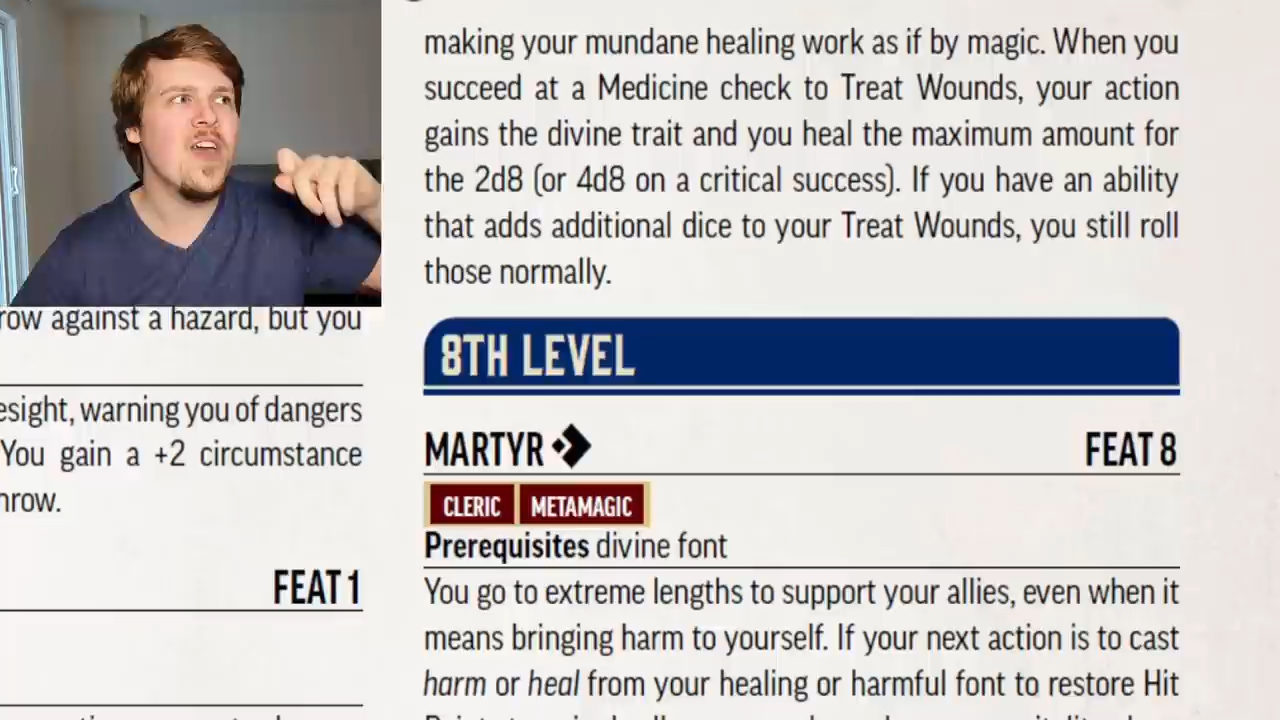 row against a hazard, but you
esight, warning you of dangers
You gain a +2 circumstance
hrow.
FEAT 1
making your mundane healing work as if by magic. When you
succeed at a Medicine check to Treat Wounds, your action
gains the divine trait and you heal the maximum amount for
the 2d8 (or 4d8 on a critical success). If you have an ability
that adds additional dice to your Treat Wounds, you still roll
those normally.
8TH LEVEL
MARTYR FEAT 8
CLERIC METAMAGIC
Prerequisites divine font
You go to extreme lengths to support your allies, even when it
means bringing harm to yourself. If your next action is to cast
harm or heal from your healing or harmful font to restore Hit